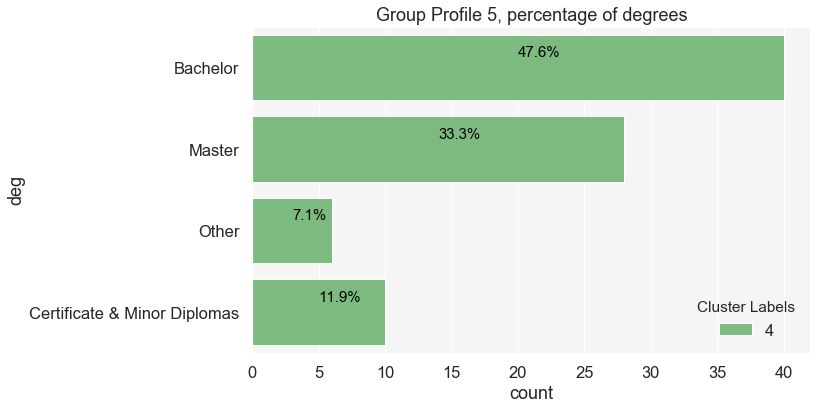 Group Profile 5, percentage of degrees
Bachelor
47.6%
Master
33.3%
Other
7.1%
Certificate & Minor Diplomas
11.9%
deg
Cluster Labels
4
0 5 10 15 20 25 30 35 40
count